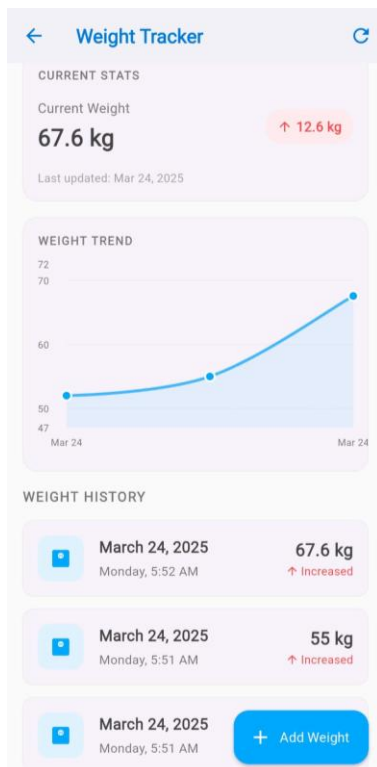 Weight Tracker
CURRENT STATS
Current Weight
67.6 kg
↑ 12.6 kg
Last updated: Mar 24, 2025
WEIGHT TREND
72
70
60
50
47
Mar 24
Mar 24
WEIGHT HISTORY
March 24, 2025
67.6 kg
Monday, 5:52 AM
↑ Increased
March 24, 2025
55 kg
Monday, 5:51 AM
↑ Increased
March 24, 2025
Monday, 5:51 AM
+ Add Weight